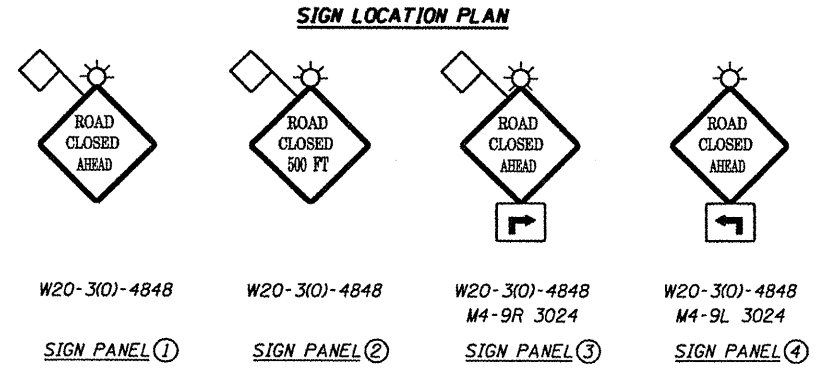 SIGN LOCATION PLAN
ROAD
CLOSED
AHEAD
ROAD
CLOSED
500 FT
ROAD
CLOSED
AHEAD
ROAD
CLOSED
AHEAD
W20-3(O)-4848
W20-3(O)-4848
W20-3(O)-4848
M4-9R 3024
W20-3(O)-4848
M4-9L 3024
SIGN PANEL 1
SIGN PANEL 2
SIGN PANEL 3
SIGN PANEL 4